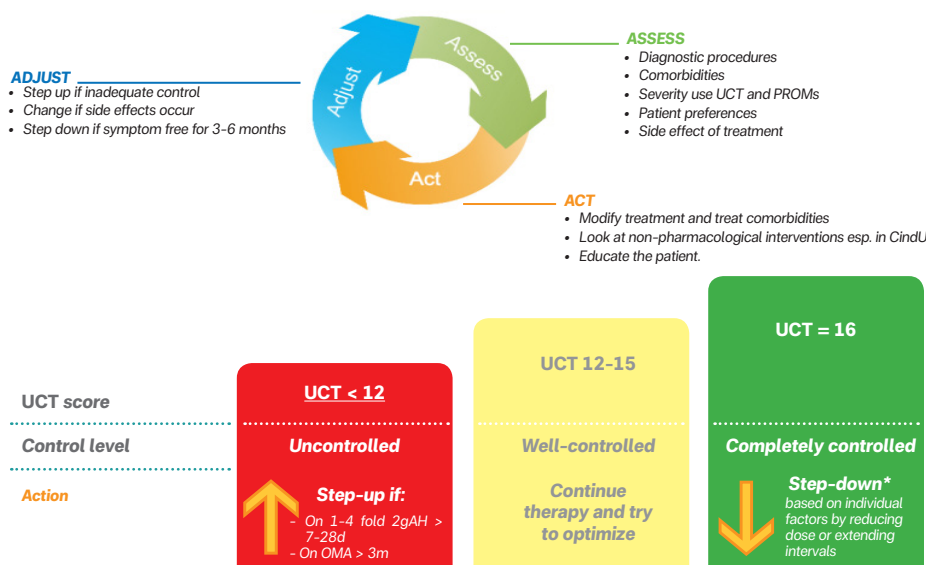 Adjust
Assess
Act
ADJUST
• Step up if inadequate control
• Change if side effects occur
• Step down if symptom free for 3-6 months
ASSESS
• Diagnostic procedures
• Comorbidities
• Severity use UCT and PROMs
• Patient preferences
• Side effect of treatment
ACT
• Modify treatment and treat comorbidities
• Look at non-pharmacological interventions esp. in CindU
• Educate the patient.
UCT score
UCT < 12
UCT 12-15
UCT = 16
Control level
Uncontrolled
Well-controlled
Completely controlled
Action
Step-up if:
- On 1-4 fold 2gAH >
7-28d
- On OMA > 3m
Continue
therapy and try
to optimize
Step-down*
based on individual
factors by reducing
dose or extending
intervals